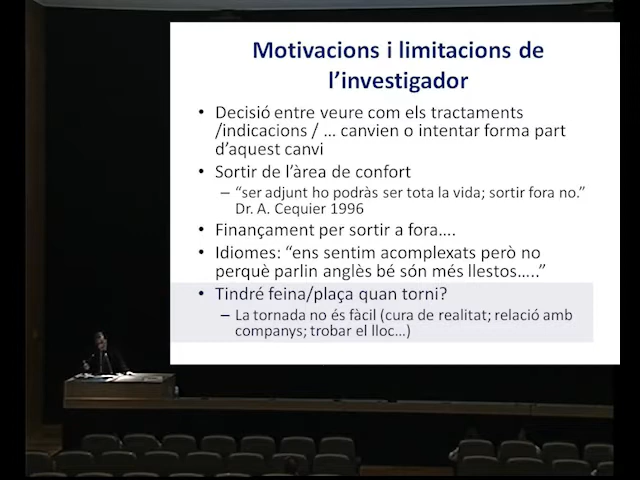 Motivacions i limitacions de
l'investigador
• Decisió entre veure com els tractaments
/indicacions / ... canvien o intentar forma part
d'aquest canvi
• Sortir de l'àrea de confort
– "ser adjunt ho podràs ser tota la vida; sortir fora no."
Dr. A. Cequier 1996
• Finançament per sortir a fora....
• Idiomes: "ens sentim acomplexats però no
perquè parlin anglès bé són més llestos....."
• Tindré feina/plaça quan torni?
– La tornada no és fàcil (cura de realitat; relació amb
companys; trobar el lloc...)